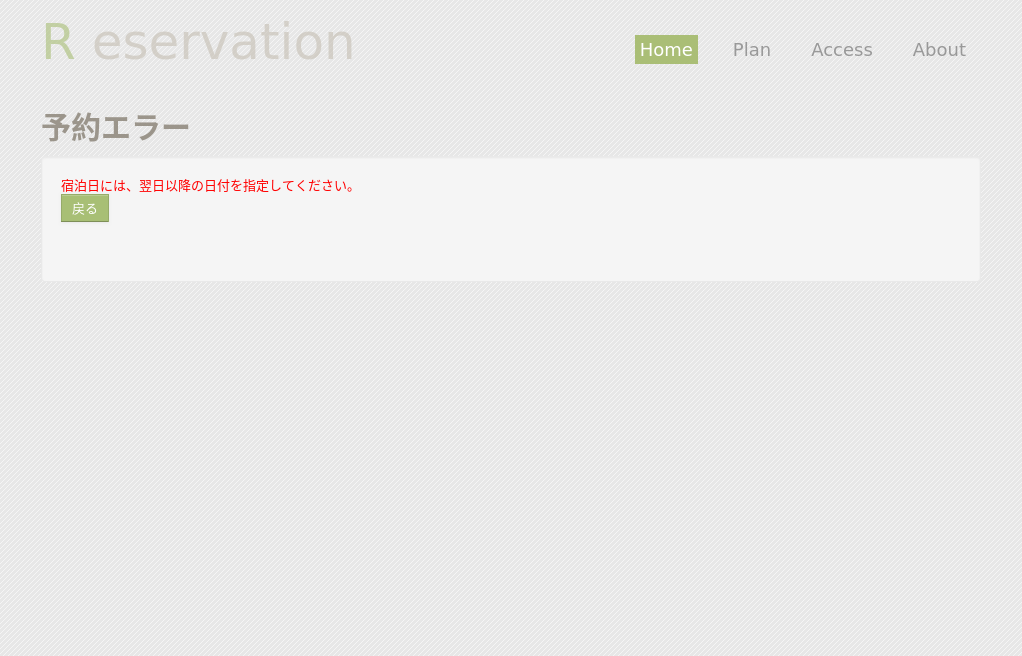 R eservation
Home Plan Access About
予約エラー
宿泊日には、翌日以降の日付を指定してください。
戻る